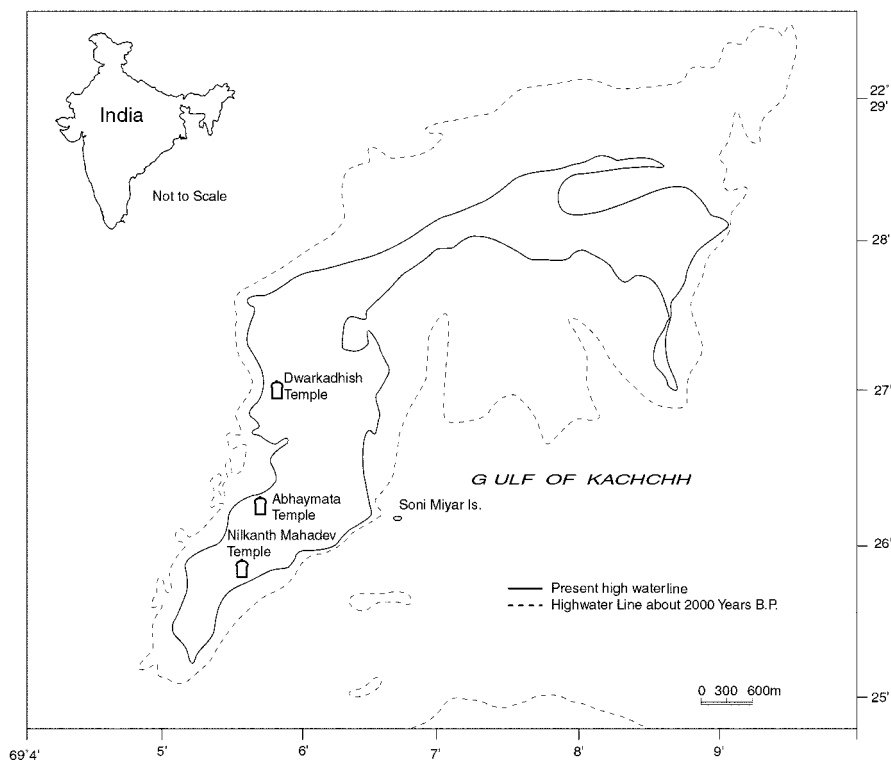 India
Not to Scale
22°
29'
28'
Dwarkadhish
Temple
27'
GULF OF KACHCHH
Abhaymata
Temple
Soni Miyar Is.
Nilkanth Mahadev
Temple
26'
Present high waterline
Highwater Line about 2000 Years B.P.
0 300 600m
25'
69°4' 5' 6' 7' 8' 9'